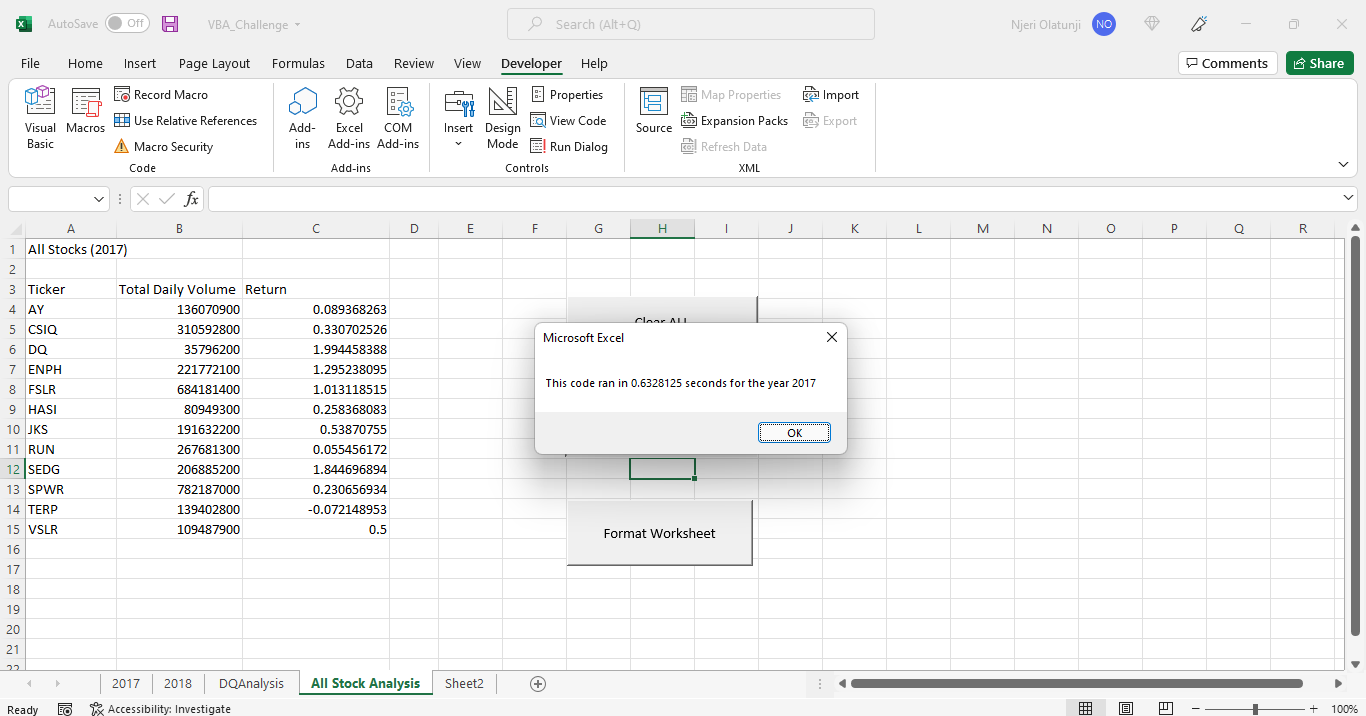 AutoSave Off VBA_Challenge Search (Alt+Q) Njeri Olatunji NO
File Home Insert Page Layout Formulas Data Review View Developer Help Comments Share
Visual Basic
Macros
Record Macro
Use Relative References
Macro Security
Code
Add-ins
Excel Add-ins
COM Add-ins
Add-ins
Insert
Design Mode
Properties
View Code
Run Dialog
Controls
Source
Map Properties
Expansion Packs
Refresh Data
Import
Export
XML
fx
A B C D E F G H I J K L M N O P Q R
1 All Stocks (2017)
2
3 Ticker Total Daily Volume Return
4 AY 136070900 0.089368263
5 CSIQ 310592800 0.330702526
6 DQ 35796200 1.994458388
7 ENPH 221772100 1.295238095
8 FSLR 684181400 1.013118515
9 HASI 80949300 0.258368083
10 JKS 191632200 0.53870755
11 RUN 267681300 0.055456172
12 SEDG 206885200 1.844696894
13 SPWR 782187000 0.230656934
14 TERP 139402800 -0.072148953
15 VSLR 109487900 0.5
16
17
18
19
20
21
22
Clear ALL
Microsoft Excel
This code ran in 0.6328125 seconds for the year 2017
OK
Format Worksheet
2017 2018 DQAnalysis All Stock Analysis Sheet2
Ready Accessibility: Investigate 100%